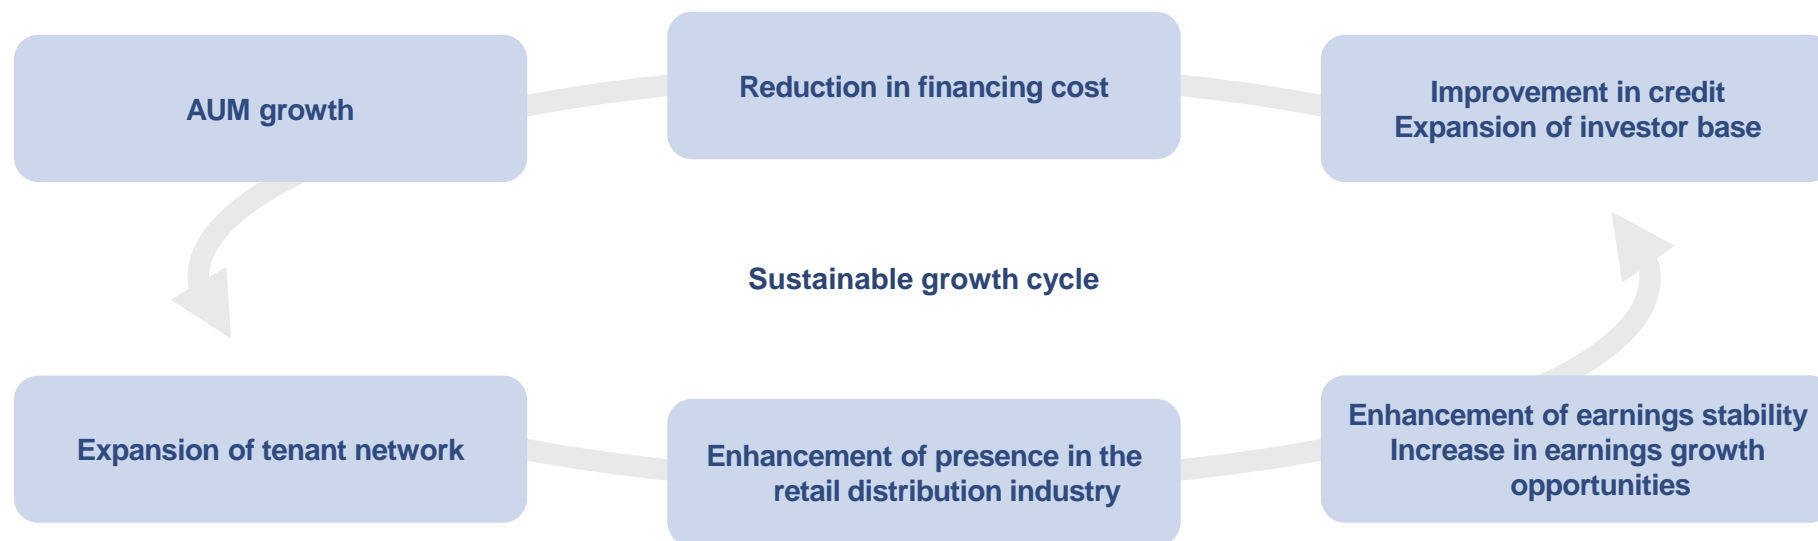 AUM growth
Reduction in financing cost
Improvement in credit
Expansion of investor base
Sustainable growth cycle
Expansion of tenant network
Enhancement of presence in the
retail distribution industry
Enhancement of earnings stability
Increase in earnings growth
opportunities